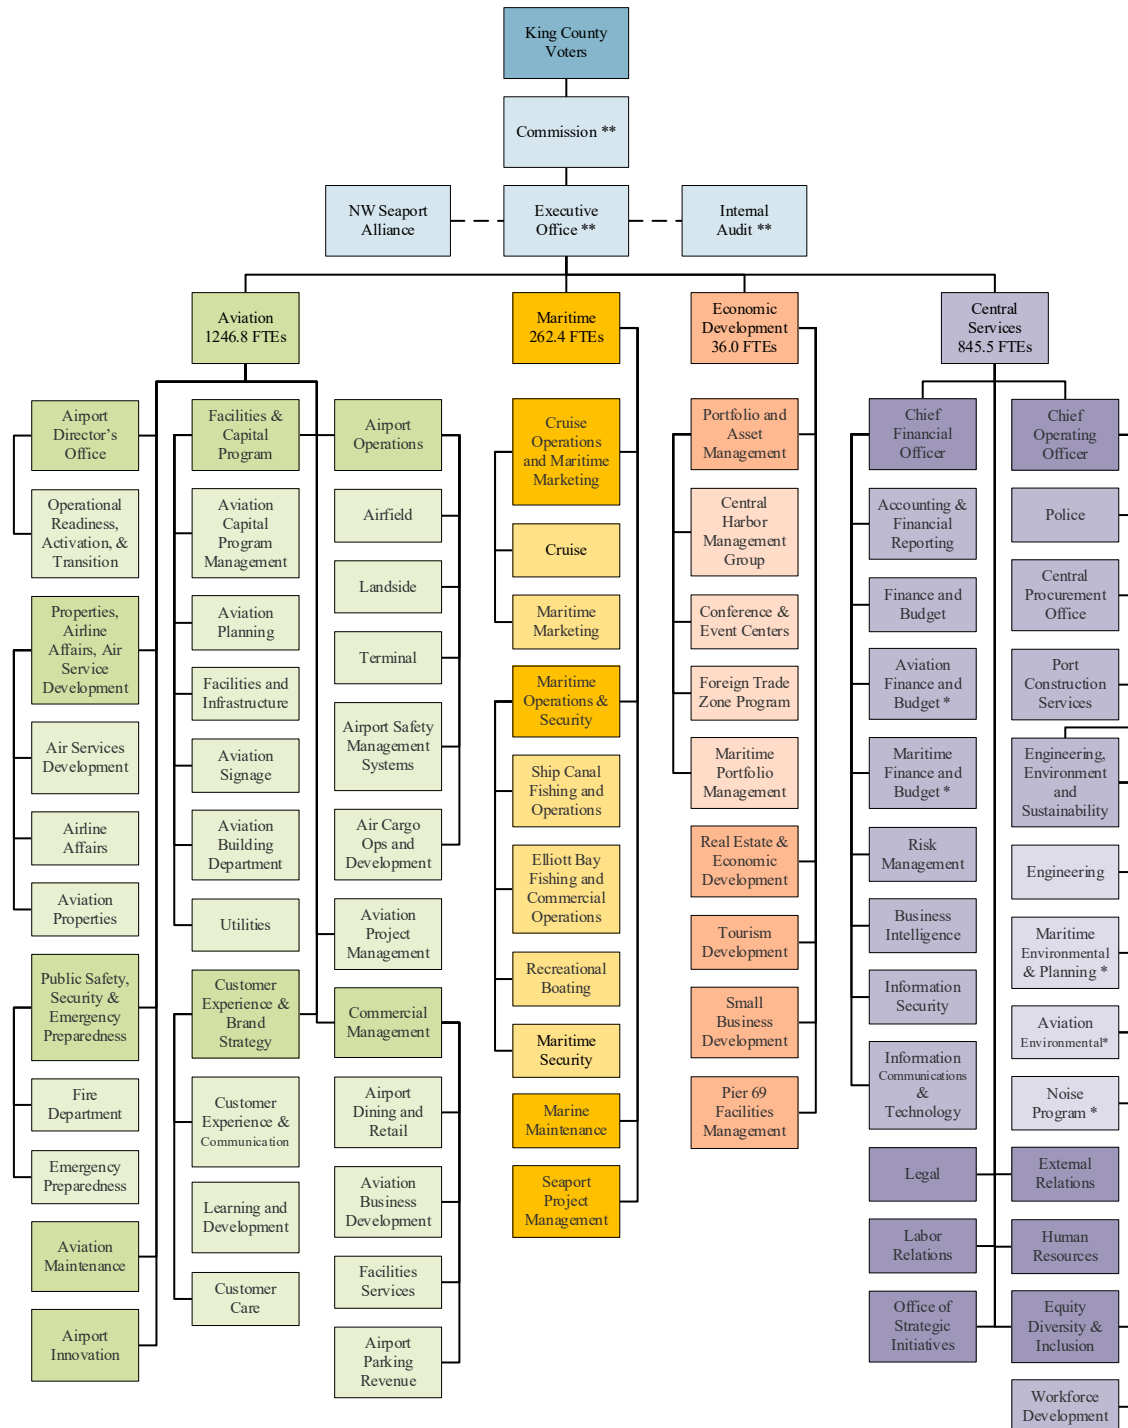 King County
Voters
Commission **
NW Seaport
Alliance
Executive
Office **
Internal
Audit **
Aviation
1246.8 FTEs
Maritime
262.4 FTEs
Economic
Development
36.0 FTEs
Central
Services
845.5 FTEs
Airport
Director's
Office
Operational
Readiness,
Activation, &
Transition
Properties,
Airline
Affairs, Air
Service
Development
Air Services
Development
Airline
Affairs
Aviation
Properties
Public Safety,
Security &
Emergency
Preparedness
Fire
Department
Emergency
Preparedness
Aviation
Maintenance
Airport
Innovation
Facilities &
Capital
Program
Aviation
Capital
Program
Management
Aviation
Planning
Facilities and
Infrastructure
Aviation
Signage
Aviation
Building
Department
Utilities
Customer
Experience &
Brand
Strategy
Customer
Experience &
Communication
Learning and
Development
Customer
Care
Airport
Operations
Airfield
Landside
Terminal
Airport Safety
Management
Systems
Air Cargo
Ops and
Development
Aviation
Project
Management
Commercial
Management
Airport
Dining and
Retail
Aviation
Business
Development
Facilities
Services
Airport
Parking
Revenue
Cruise
Operations
and Maritime
Marketing
Cruise
Maritime
Marketing
Maritime
Operations &
Security
Ship Canal
Fishing and
Operations
Elliott Bay
Fishing and
Commercial
Operations
Recreational
Boating
Maritime
Security
Marine
Maintenance
Seaport
Project
Management
Portfolio and
Asset
Management
Central
Harbor
Management
Group
Conference &
Event Centers
Foreign Trade
Zone Program
Maritime
Portfolio
Management
Real Estate &
Economic
Development
Tourism
Development
Small
Business
Development
Pier 69
Facilities
Management
Chief
Financial
Officer
Accounting &
Financial
Reporting
Finance and
Budget
Aviation
Finance and
Budget *
Maritime
Finance and
Budget *
Risk
Management
Business
Intelligence
Information
Security
Information
Communications
&
Technology
Legal
Labor
Relations
Office of
Strategic
Initiatives
Chief
Operating
Officer
Police
Central
Procurement
Office
Port
Construction
Services
Engineering,
Environment
and
Sustainability
Engineering
Maritime
Environmental
& Planning *
Aviation
Environmental*
Noise
Program *
External
Relations
Human
Resources
Equity
Diversity &
Inclusion
Workforce
Development